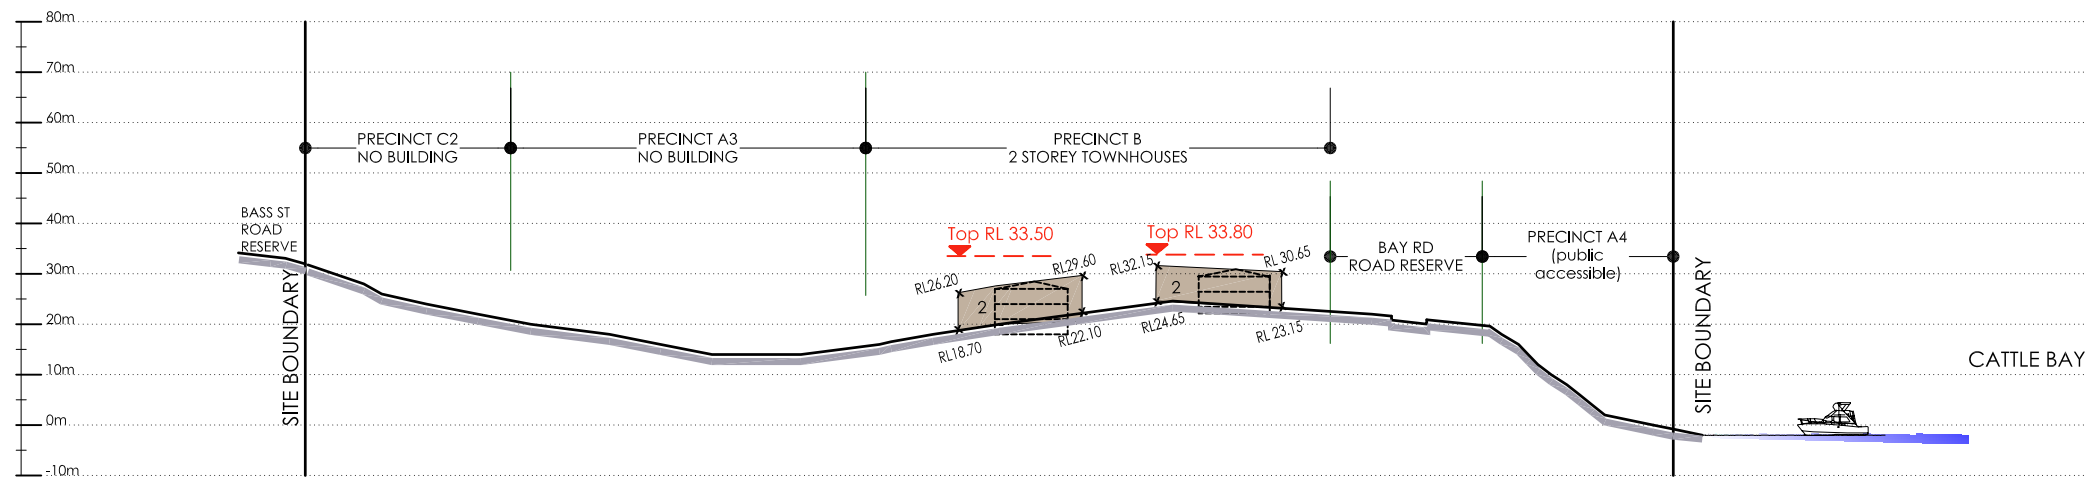 80m
70m
60m
50m
40m
30m
20m
10m
0m
-10m
BASS ST
ROAD
RESERVE
SITE BOUNDARY
PRECINCT C2
NO BUILDING
PRECINCT A3
NO BUILDING
PRECINCT B
2 STOREY TOWNHOUSES
Top RL 33.50
RL26.20
RL29.60
2
RL18.70
RL22.10
Top RL 33.80
RL32.15
RL 30.65
2
RL24.65
RL 23.15
BAY RD
ROAD RESERVE
PRECINCT A4
(public
accessible)
SITE BOUNDARY
CATTLE BAY